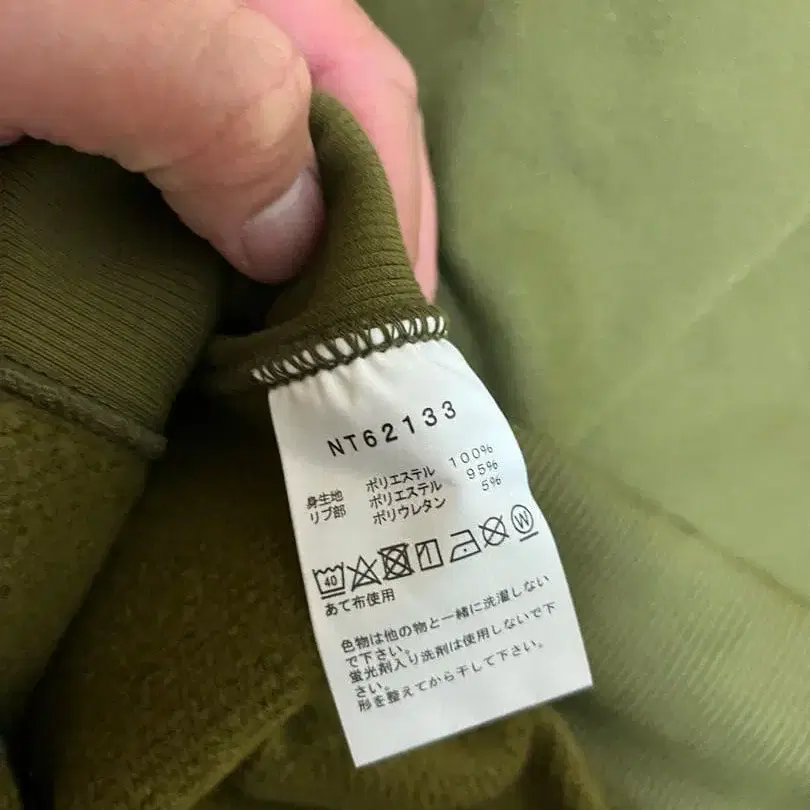 NT62133
身生地 ポリエステル 100%
リブ部 ポリエステル 95%
ポリウレタン 5%
40 W
あて布使用
色物は他の物と一緒に洗濯しない
で下さい。
蛍光剤入り洗剤は使用しないで下
さい。
形を整えてから干して下さい。